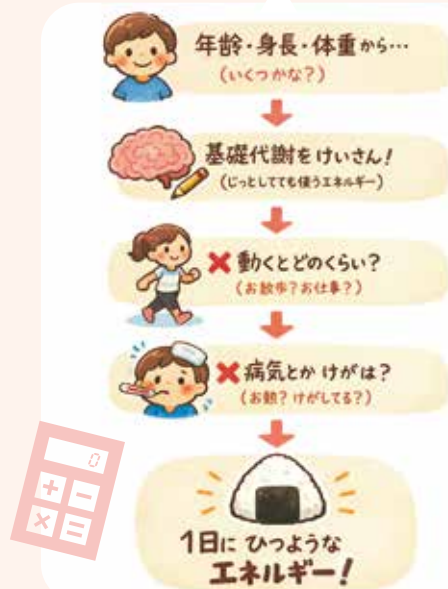 年齢・身長・体重から…
(いくつかな？)
基礎代謝をけいさん！
(じっとしてても使うエネルギー)
× 動くとどのくらい？
(お散歩？お仕事？)
× 病気とか けがは？
(お熱？けがしてる？)
0
+ −
× =
1日に ひつような
エネルギー！